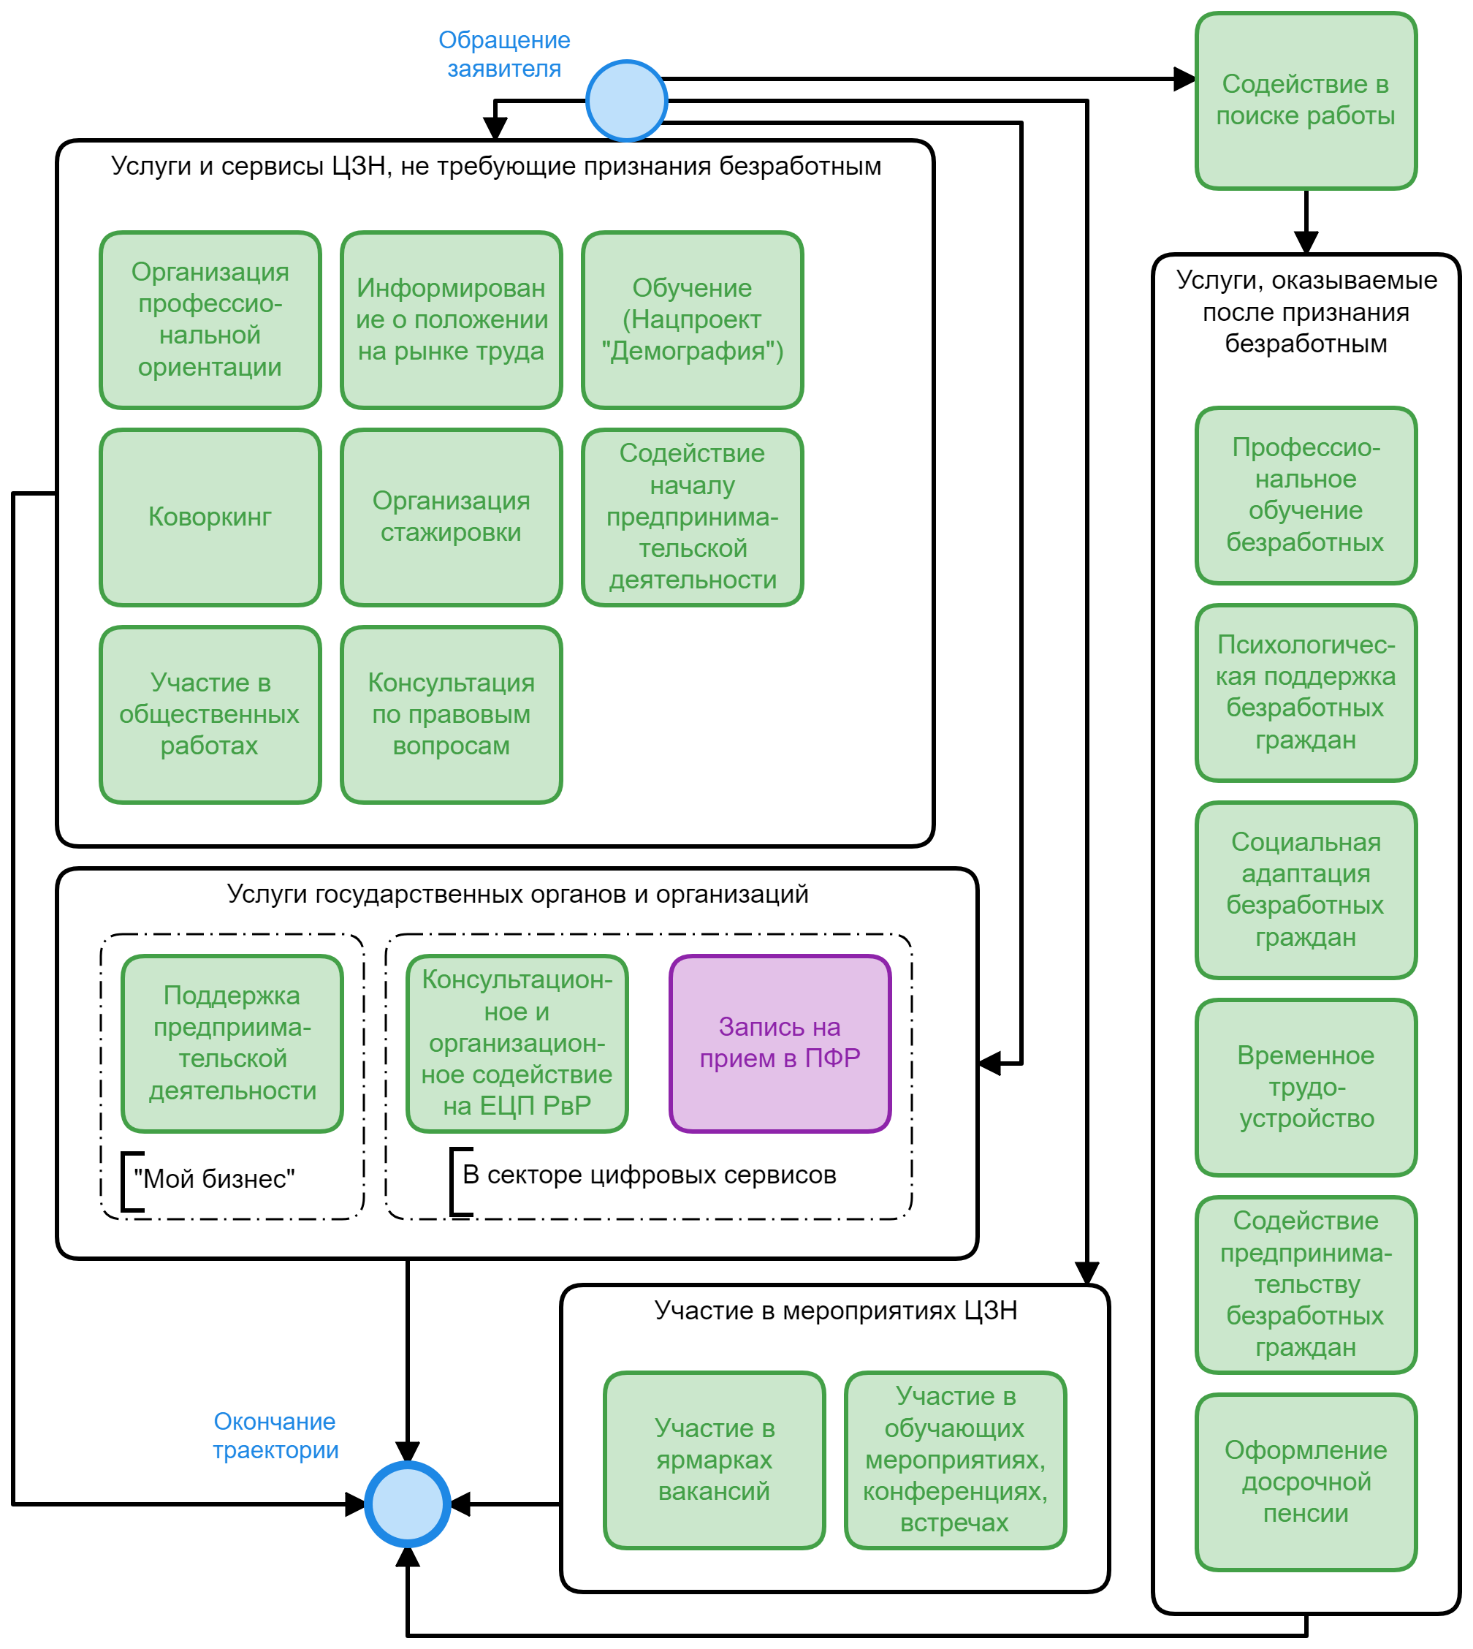 Обращение
заявителя
Содействие в
поиске работы
Услуги и сервисы ЦЗН, не требующие признания безработным
Организация
профессио-
нальной
ориентации
Информирован
ие о положении
на рынке труда
Обучение
(Нацпроект
"Демография")
Коворкинг
Организация
стажировки
Содействие
началу
предпринима-
тельской
деятельности
Участие в
общественных
работах
Консультация
по правовым
вопросам
Услуги, оказываемые
после признания
безработным
Профессио-
нальное
обучение
безработных
Психологичес-
кая поддержка
безработных
граждан
Социальная
адаптация
безработных
граждан
Временное
трудо-
устройство
Содействие
предпринима-
тельству
безработных
граждан
Оформление
досрочной
пенсии
Услуги государственных органов и организаций
Поддержка
предприима-
тельской
деятельности
"Мой бизнес"
Консультацион-
ное и
организацион-
ное содействие
на ЕЦП РвР
Запись на
прием в ПФР
В секторе цифровых сервисов
Участие в мероприятиях ЦЗН
Участие в
ярмарках
вакансий
Участие в
обучающих
мероприятиях,
конференциях,
встречах
Окончание
траектории